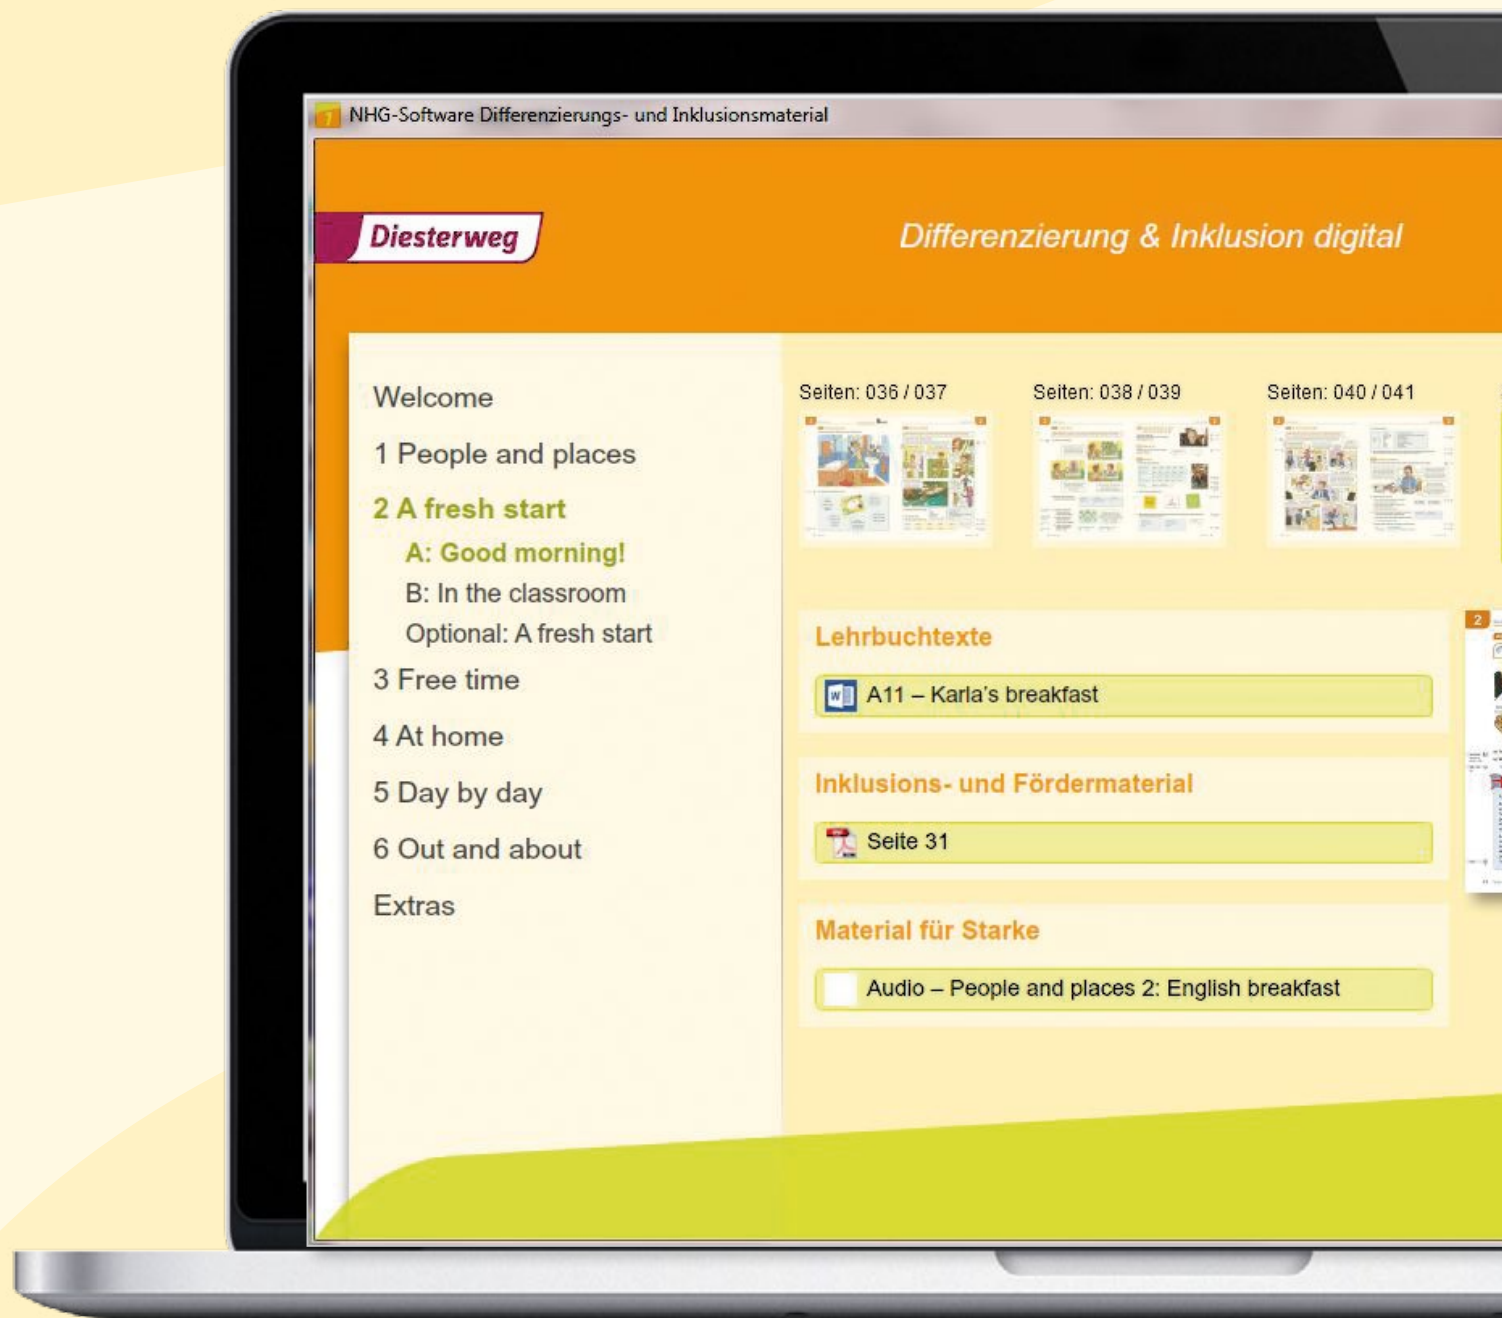 NHG-Software Differenzierungs- und Inklusionsmaterial
Diesterweg
Differenzierung & Inklusion digital
Welcome
1 People and places
2 A fresh start
A: Good morning!
B: In the classroom
Optional: A fresh start
3 Free time
4 At home
5 Day by day
6 Out and about
Extras
Seiten: 036 / 037
Seiten: 038 / 039
Seiten: 040 / 041
Lehrbuchtexte
A11 – Karla's breakfast
Inklusions- und Fördermaterial
Seite 31
Material für Starke
Audio – People and places 2: English breakfast
2